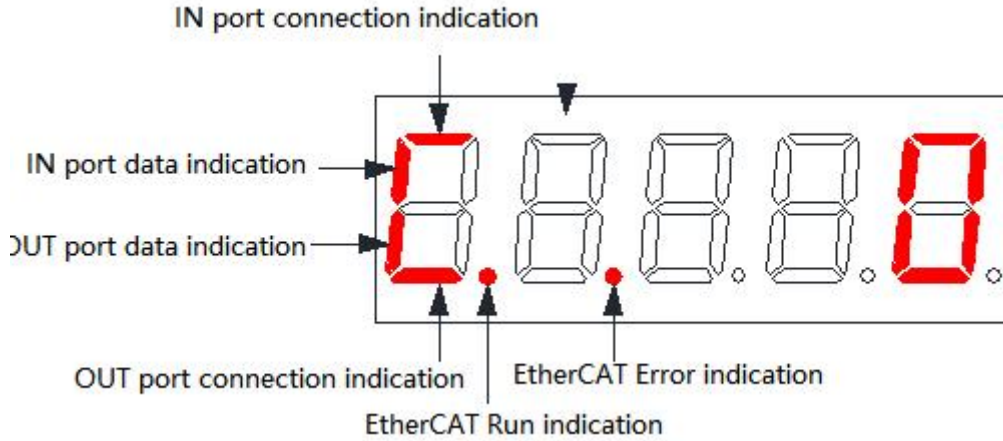 IN port connection indication
IN port data indication
OUT port data indication
OUT port connection indication
EtherCAT Error indication
EtherCAT Run indication